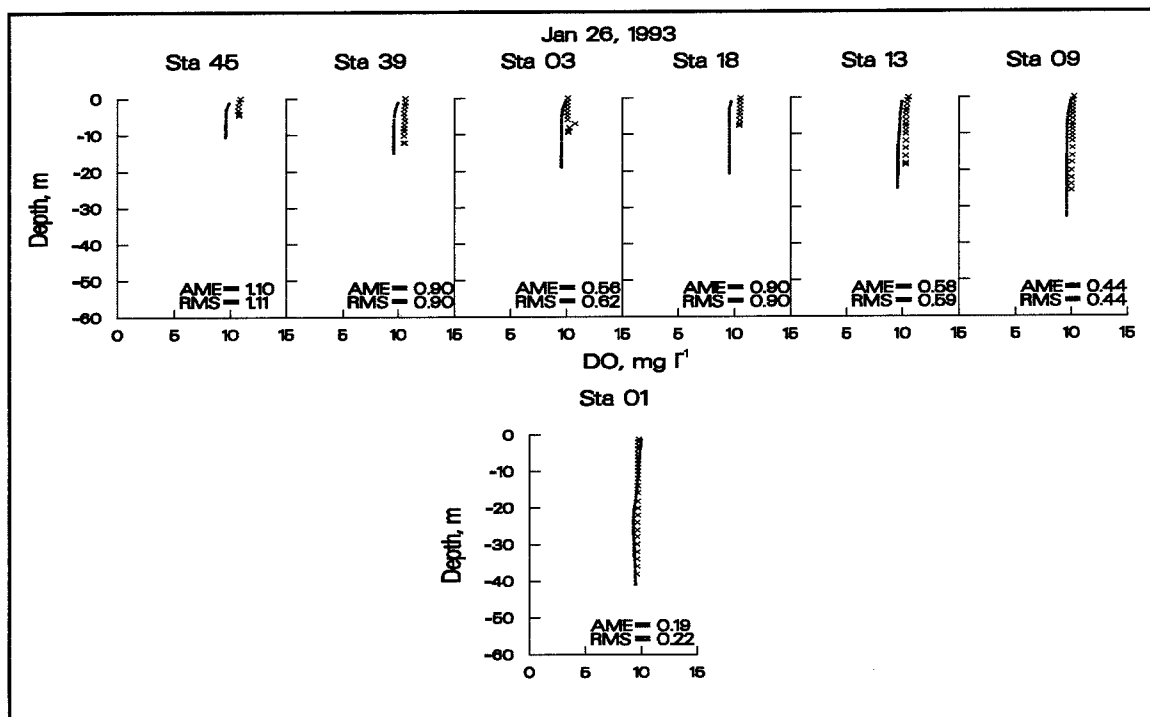 Jan 26, 1993
Sta 45 Sta 39 Sta 03 Sta 18 Sta 13 Sta 09
Depth, m
0
-10
-20
-30
-40
-50
-60
AME = 1.10
RMS = 1.11
AME = 0.90
RMS = 0.90
AME = 0.56
RMS = 0.62
AME = 0.90
RMS = 0.90
AME = 0.58
RMS = 0.59
AME = 0.44
RMS = 0.44
0 5 10 15 5 10 15 5 10 15 5 10 15 5 10 15 5 10 15
DO, mg l⁻¹
Sta 01
Depth, m
0
-10
-20
-30
-40
-50
-60
AME = 0.19
RMS = 0.22
0 5 10 15